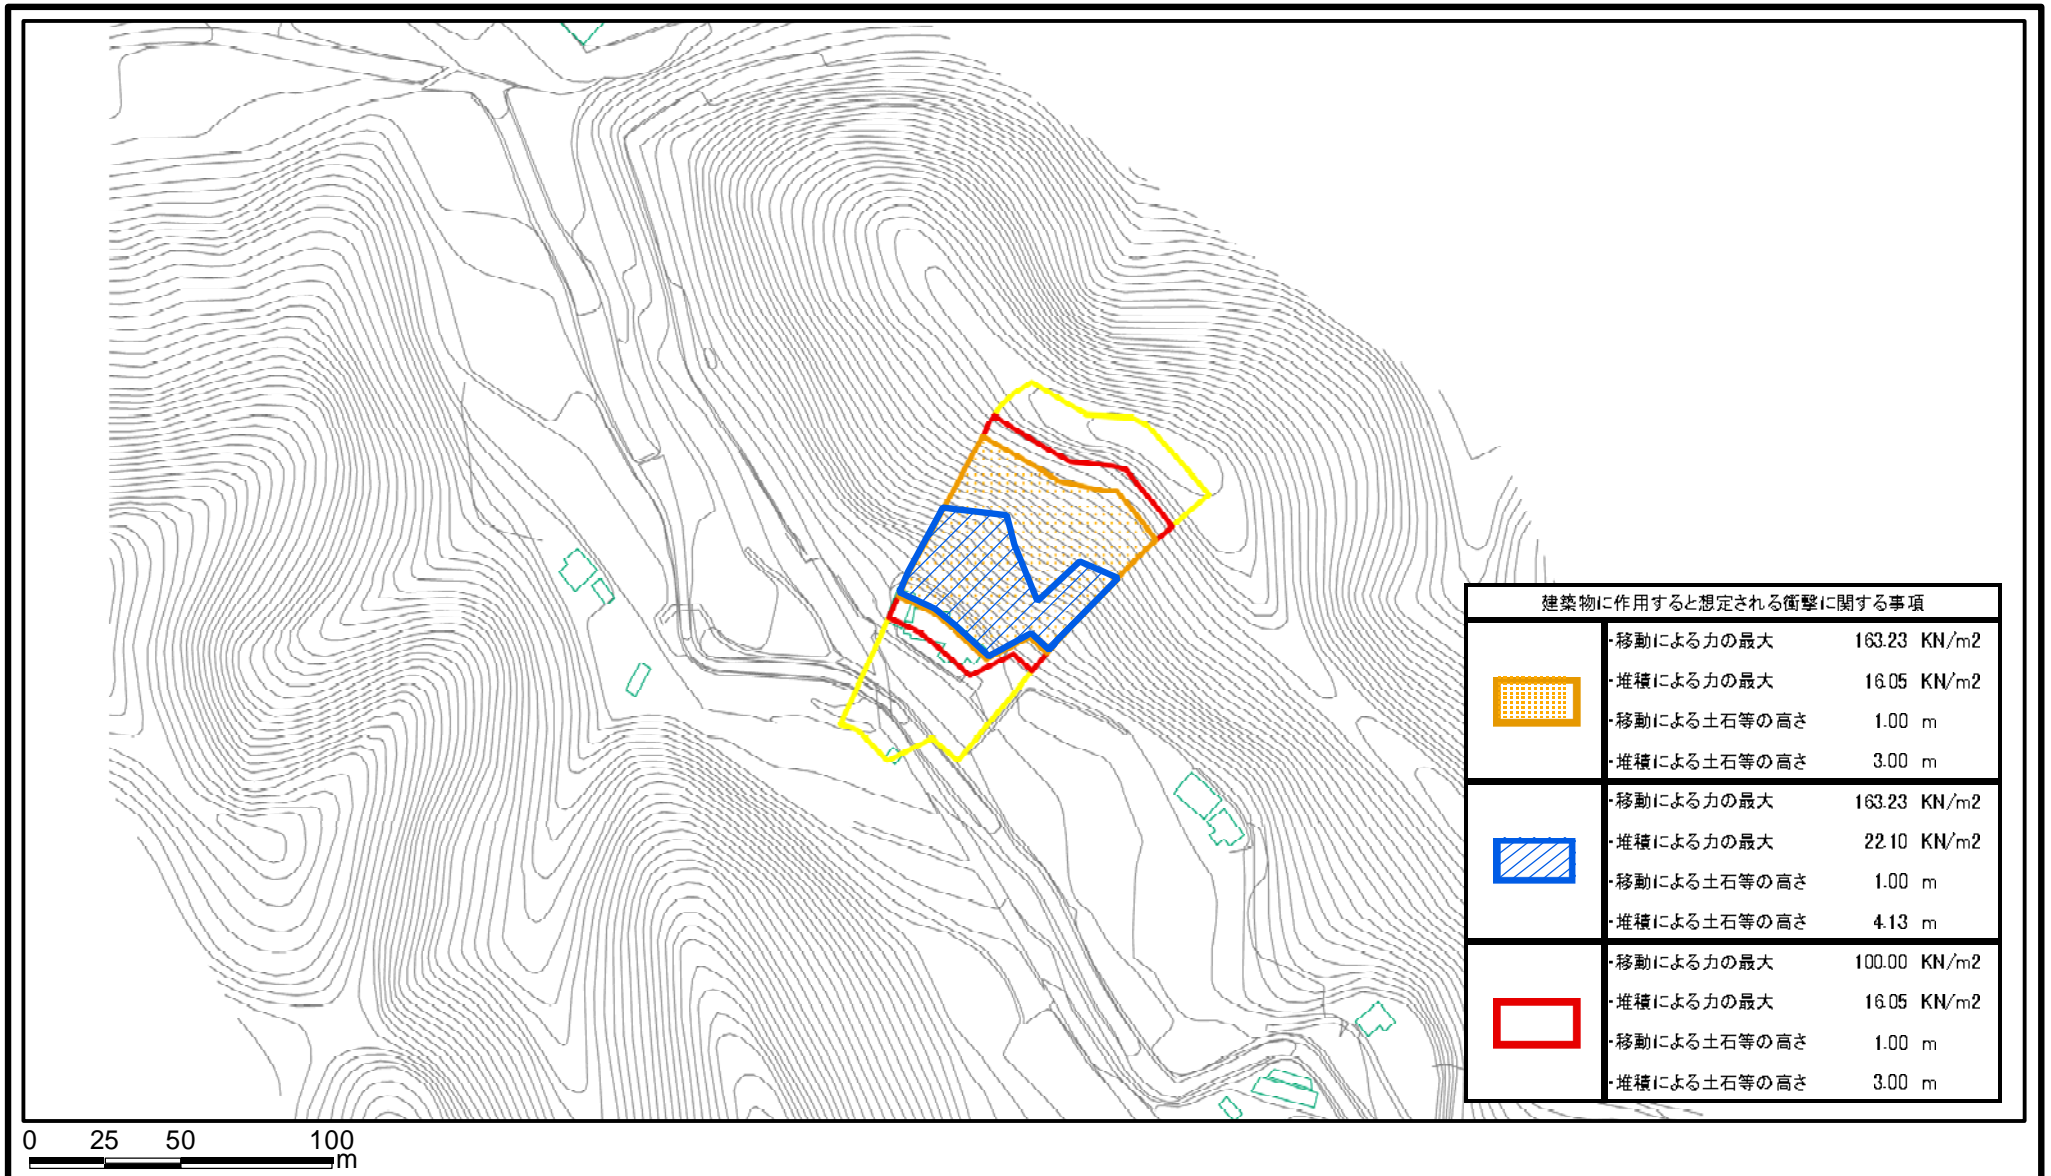 建築物に作用すると想定される衝撃に関する事項
・移動による力の最大 163.23 KN/m2
・堆積による力の最大 16.05 KN/m2
・移動による土石等の高さ 1.00 m
・堆積による土石等の高さ 3.00 m
・移動による力の最大 163.23 KN/m2
・堆積による力の最大 22.10 KN/m2
・移動による土石等の高さ 1.00 m
・堆積による土石等の高さ 4.13 m
・移動による力の最大 100.00 KN/m2
・堆積による力の最大 16.05 KN/m2
・移動による土石等の高さ 1.00 m
・堆積による土石等の高さ 3.00 m
0 25 50 100
m